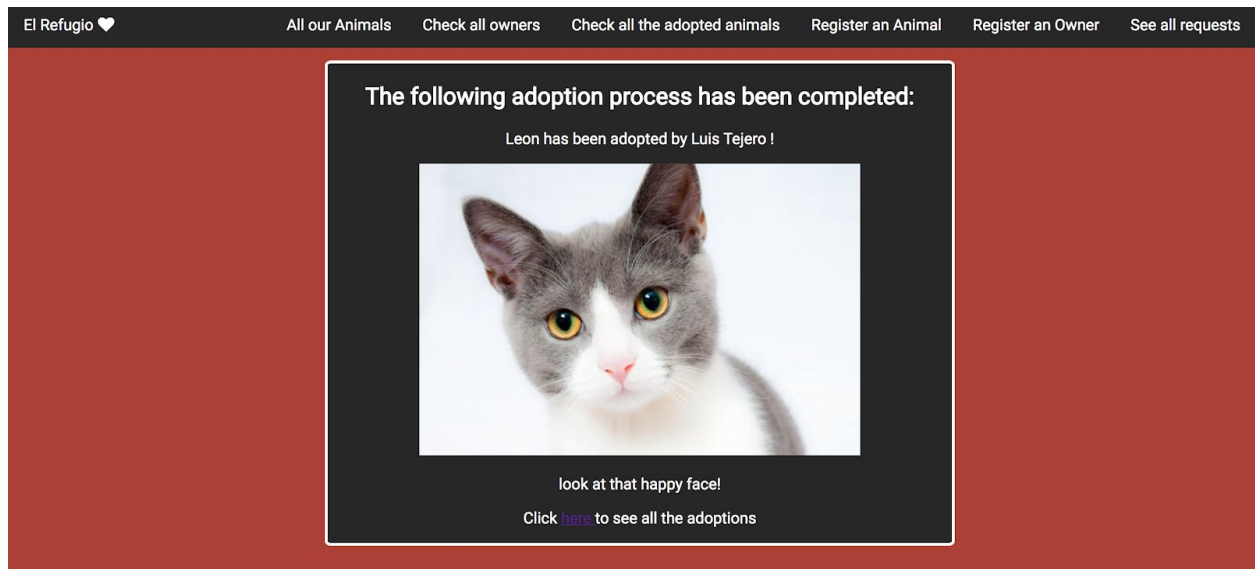 El Refugio ♥ All our Animals Check all owners Check all the adopted animals Register an Animal Register an Owner See all requests
The following adoption process has been completed:
Leon has been adopted by Luis Tejero !
look at that happy face!
Click here to see all the adoptions